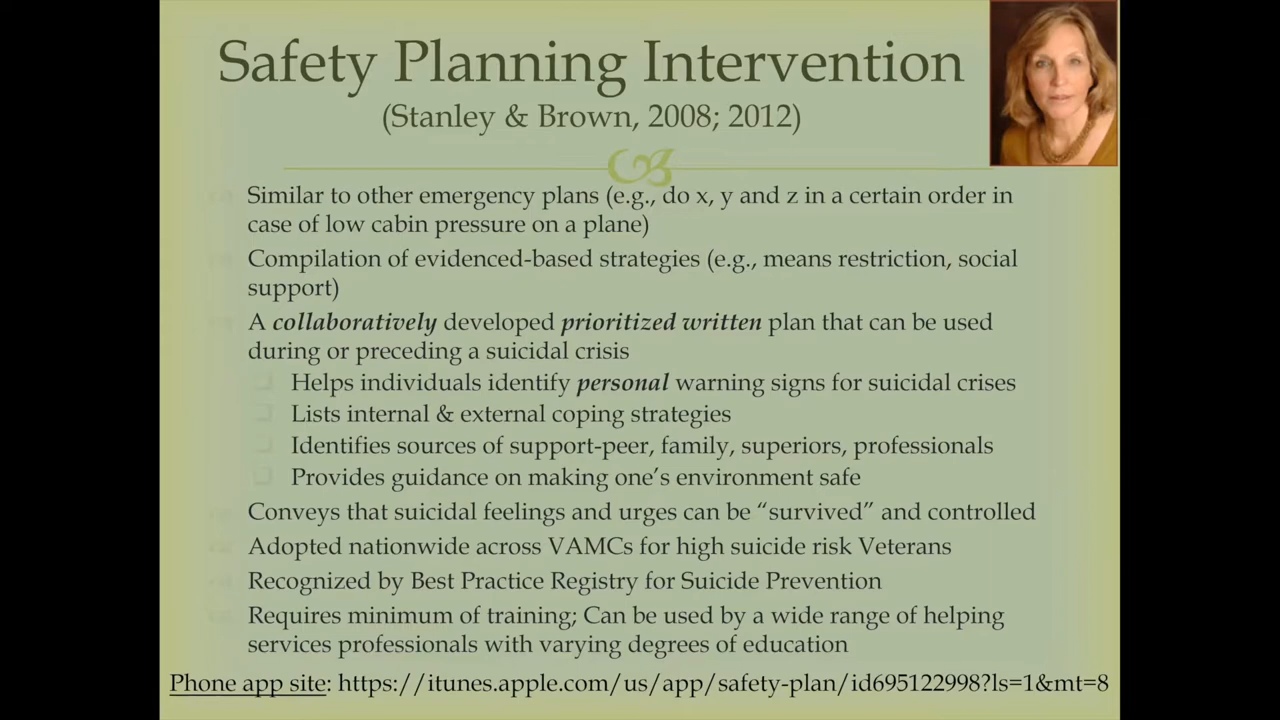 Safety Planning Intervention
(Stanley & Brown, 2008; 2012)
Similar to other emergency plans (e.g., do x, y and z in a certain order in
case of low cabin pressure on a plane)
Compilation of evidenced-based strategies (e.g., means restriction, social
support)
A collaboratively developed prioritized written plan that can be used
during or preceding a suicidal crisis
Helps individuals identify personal warning signs for suicidal crises
Lists internal & external coping strategies
Identifies sources of support-peer, family, superiors, professionals
Provides guidance on making one's environment safe
Conveys that suicidal feelings and urges can be “survived” and controlled
Adopted nationwide across VAMCs for high suicide risk Veterans
Recognized by Best Practice Registry for Suicide Prevention
Requires minimum of training; Can be used by a wide range of helping
services professionals with varying degrees of education
Phone app site: https://itunes.apple.com/us/app/safety-plan/id695122998?ls=1&mt=8